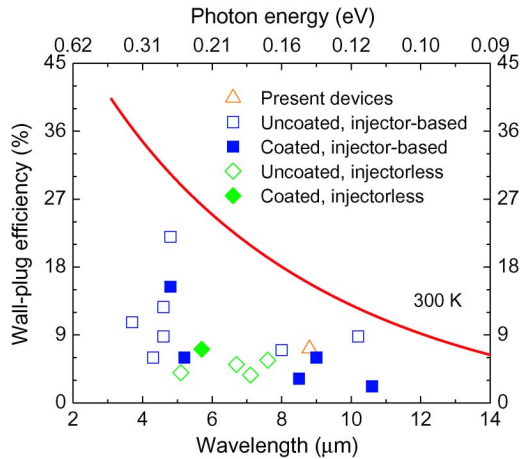 Photon energy (eV)
0.62 0.31 0.21 0.16 0.12 0.10 0.09
45 45
36 36
27 27
18 18
9 9
0 0
Wall-plug efficiency (%)
Present devices
Uncoated, injector-based
Coated, injector-based
Uncoated, injectorless
Coated, injectorless
300 K
2 4 6 8 10 12 14
Wavelength (μm)